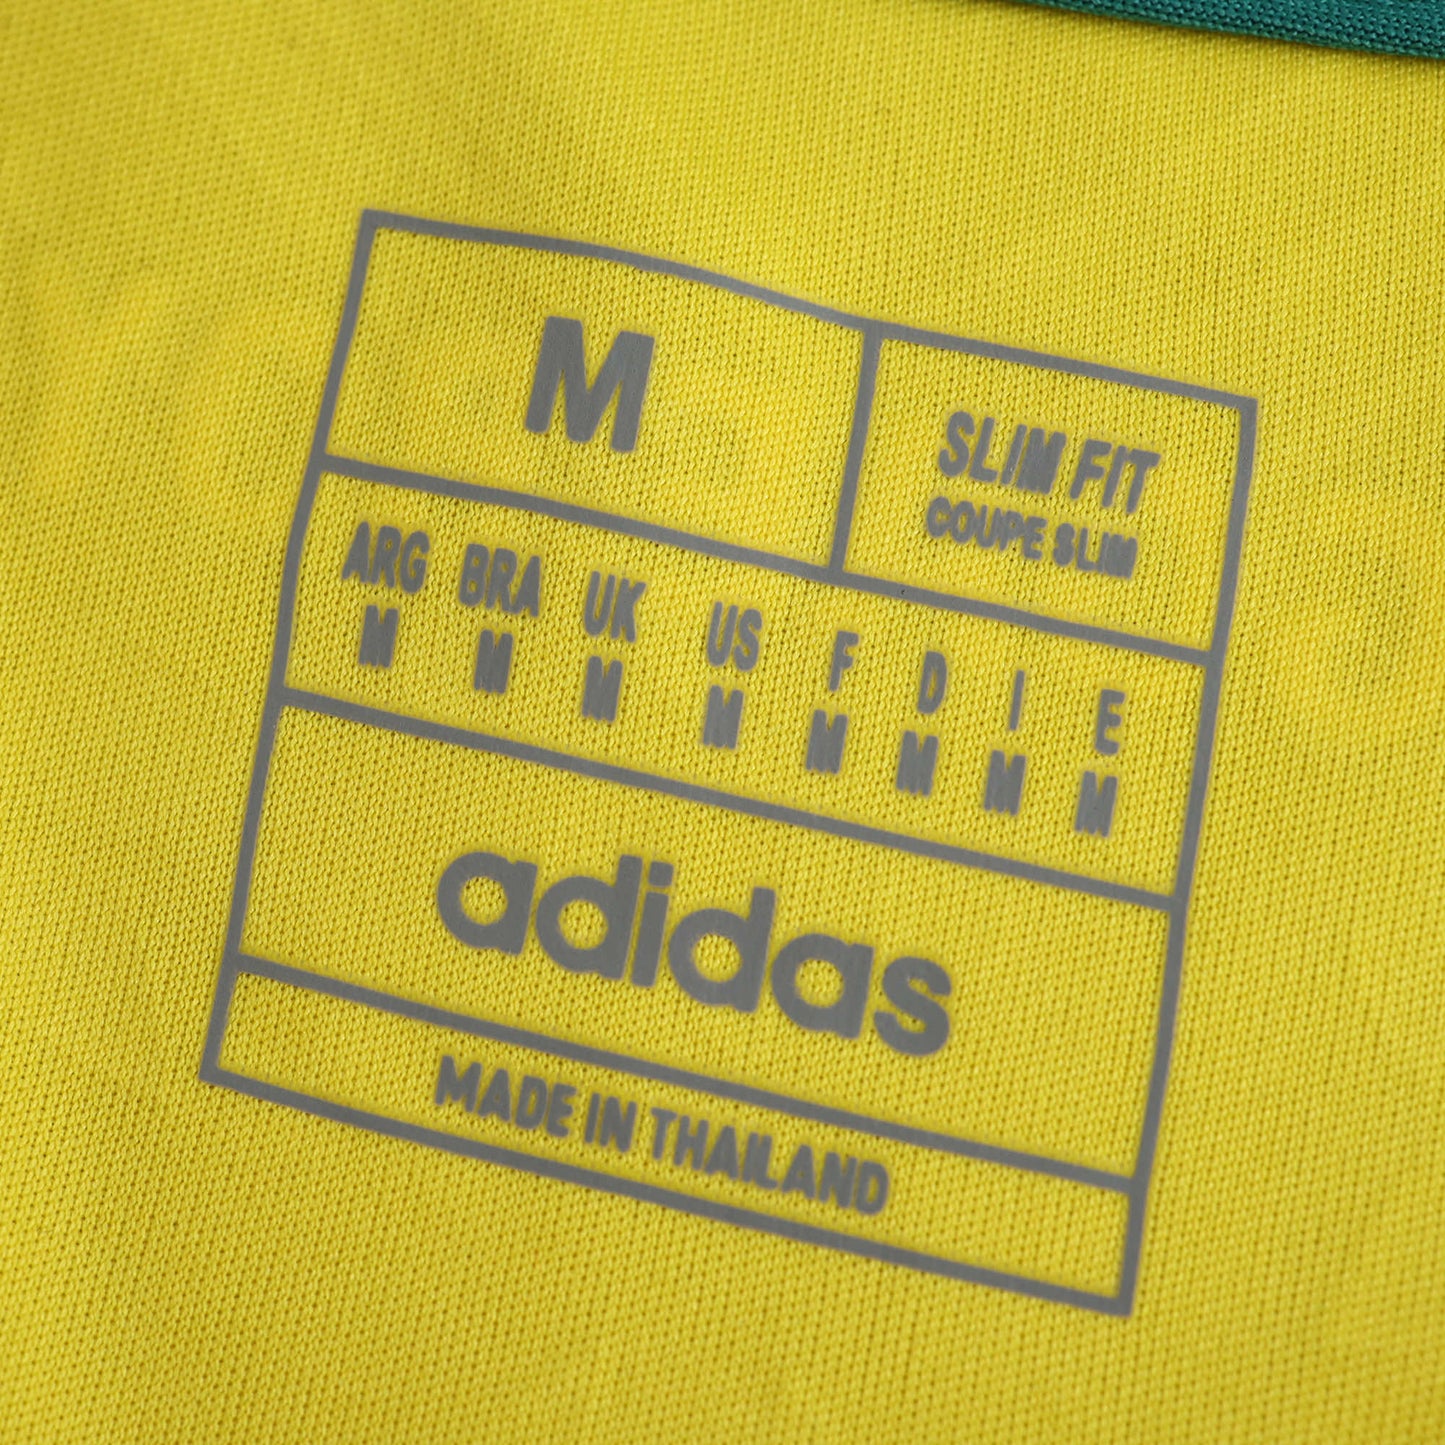 M
SLIM FIT
COUPE SLIM
ARG BRA UK US F D I E
M M M M M M M M
adidas
MADE IN THAILAND